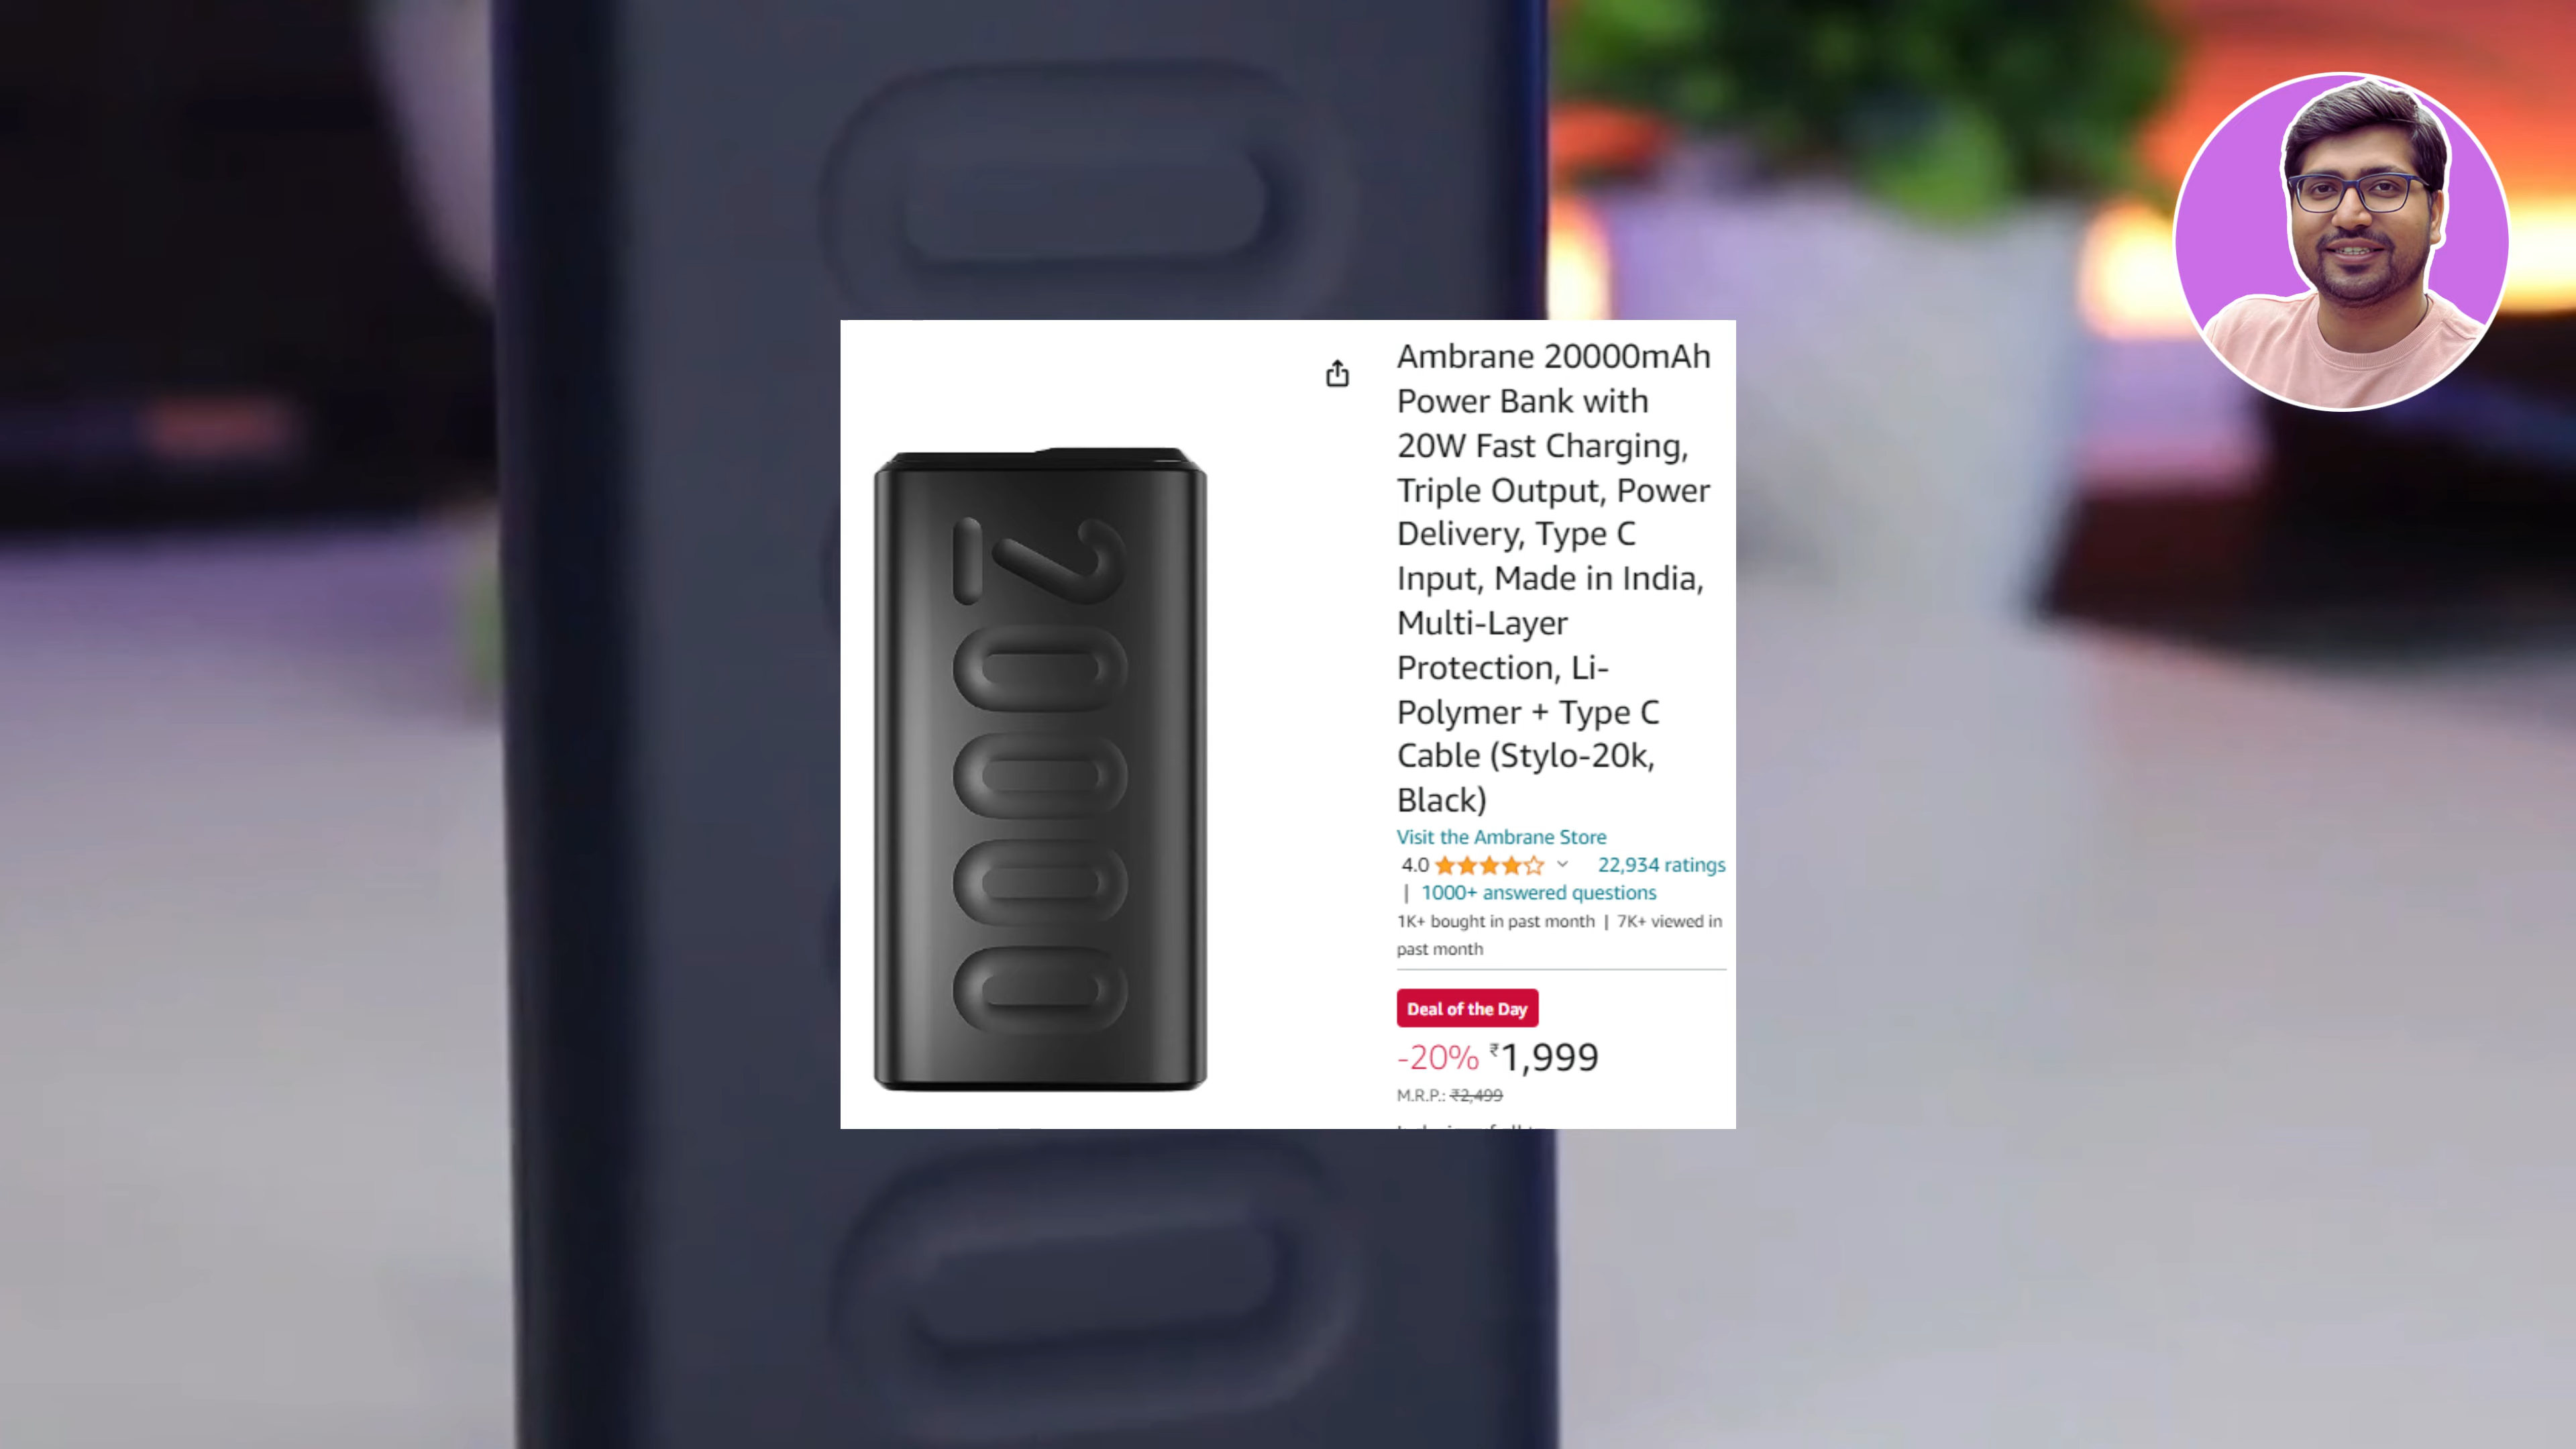 20000
Ambrane 20000mAh
Power Bank with
20W Fast Charging,
Triple Output, Power
Delivery, Type C
Input, Made in India,
Multi-Layer
Protection, Li-
Polymer + Type C
Cable (Stylo-20k,
Black)
Visit the Ambrane Store
4.0 22,934 ratings
| 1000+ answered questions
1K+ bought in past month | 7K+ viewed in
past month
Deal of the Day
-20% ₹1,999
M.R.P.: ₹2,499